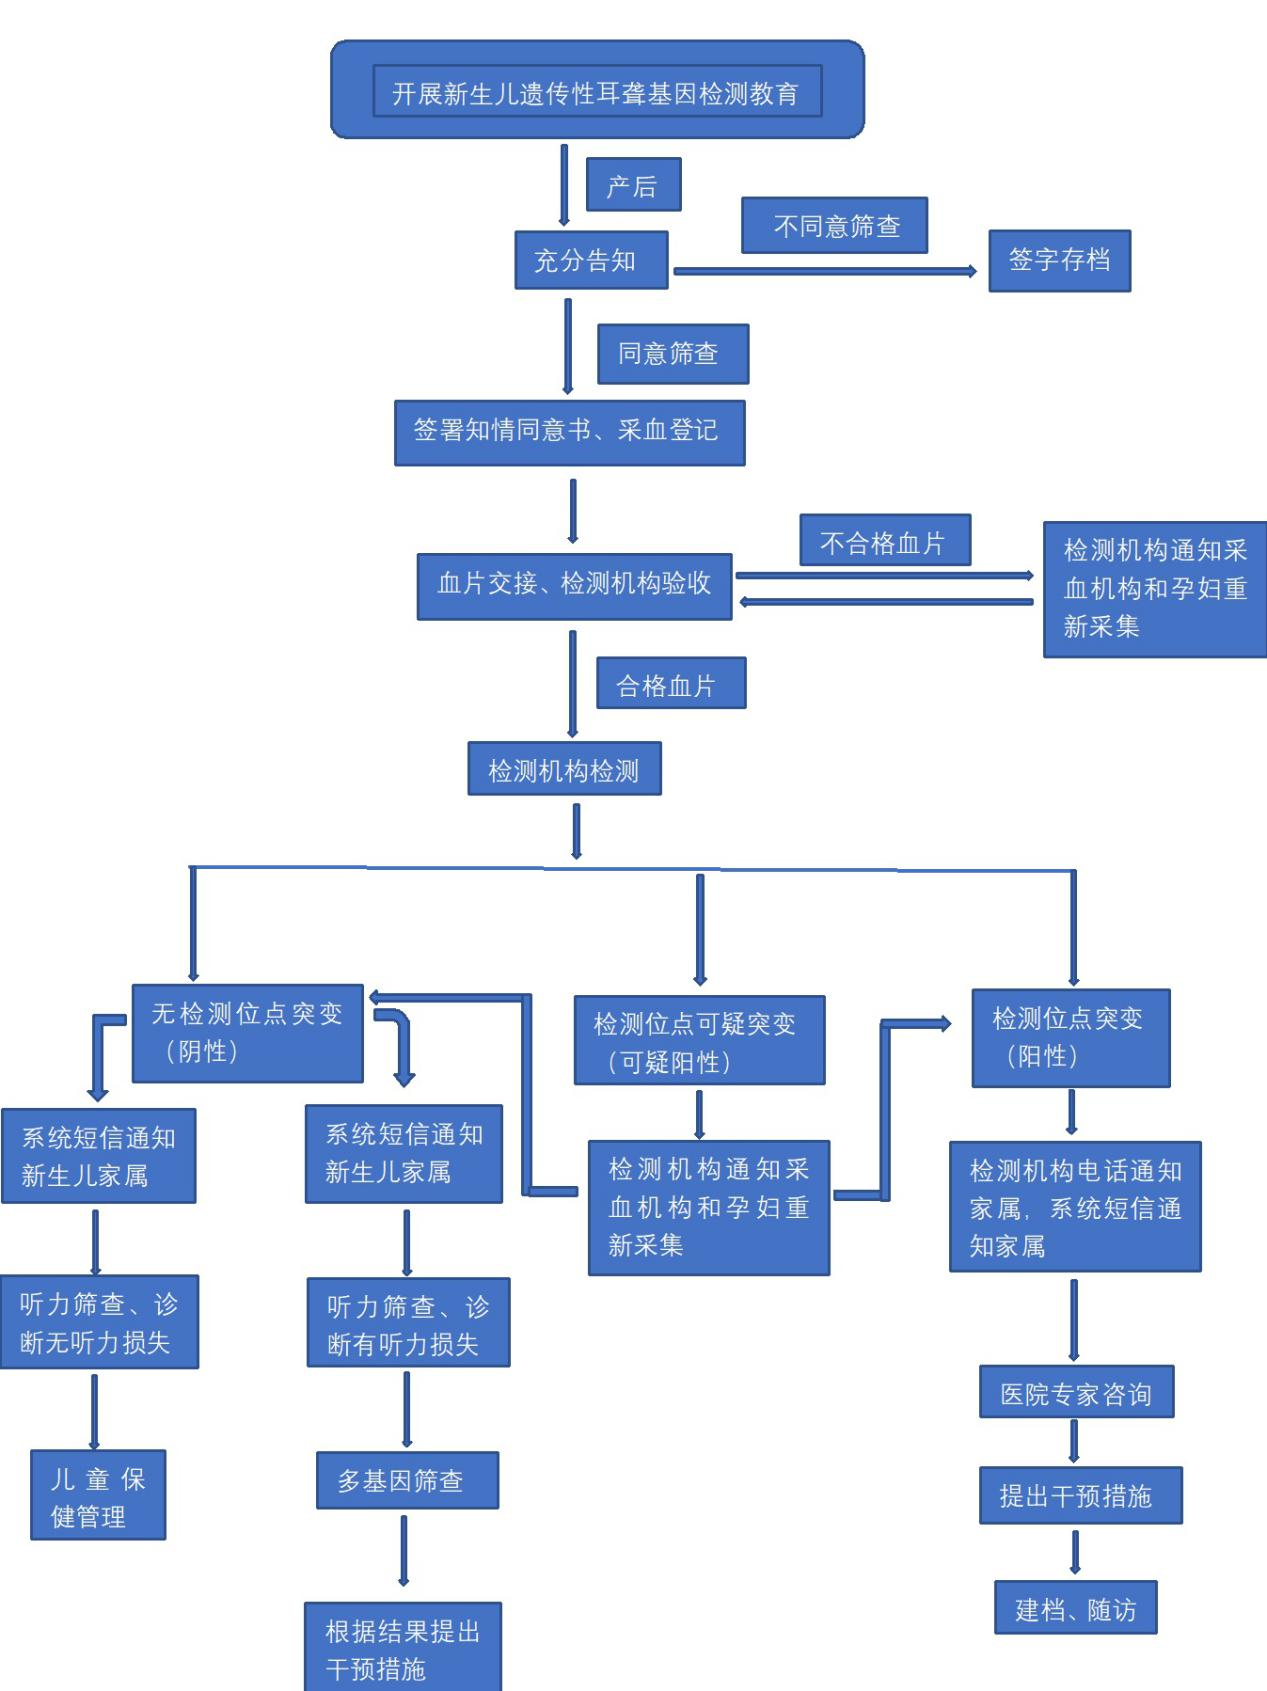 开展新生儿遗传性耳聋基因检测教育
产后
不同意筛查
充分告知
签字存档
同意筛查
签署知情同意书、采血登记
不合格血片
血片交接、检测机构验收
检测机构通知采
血机构和孕妇重
新采集
合格血片
检测机构检测
无检测位点突变
（阴性）
检测位点可疑突变
（可疑阳性）
检测位点突变
（阳性）
系统短信通知
新生儿家属
系统短信通知
新生儿家属
检测机构通知采
血机构和孕妇重
新采集
检测机构电话通知
家属，系统短信通
知家属
听力筛查、诊
断无听力损失
听力筛查、诊
断有听力损失
医院专家咨询
儿童保
健管理
多基因筛查
提出干预措施
建档、随访
根据结果提出
干预措施